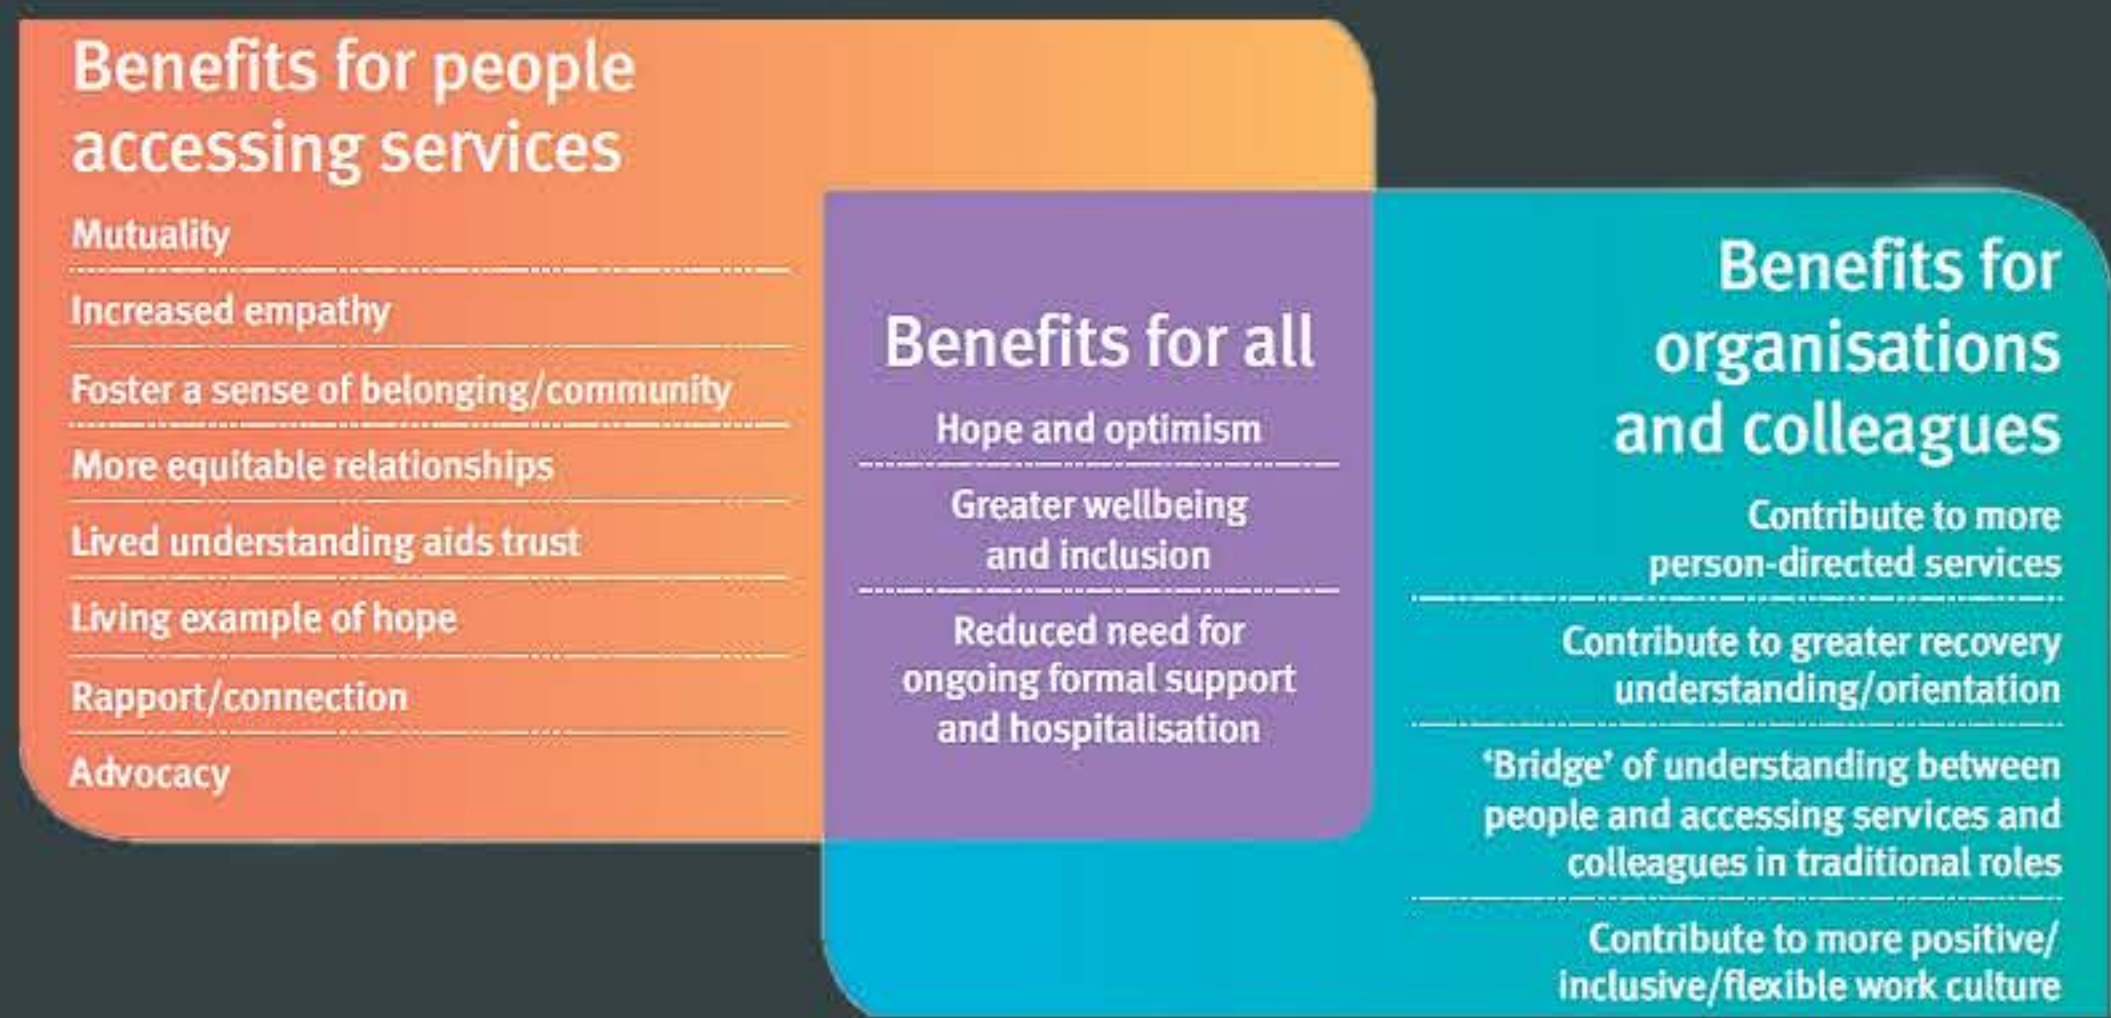 Benefits for people
accessing services
Mutuality
Increased empathy
Foster a sense of belonging/community
More equitable relationships
Lived understanding aids trust
Living example of hope
Rapport/connection
Advocacy
Benefits for all
Hope and optimism
Greater wellbeing
and inclusion
Reduced need for
ongoing formal support
and hospitalisation
Benefits for
organisations
and colleagues
Contribute to more
person-directed services
Contribute to greater recovery
understanding/orientation
‘Bridge’ of understanding between
people and accessing services and
colleagues in traditional roles
Contribute to more positive/
inclusive/flexible work culture